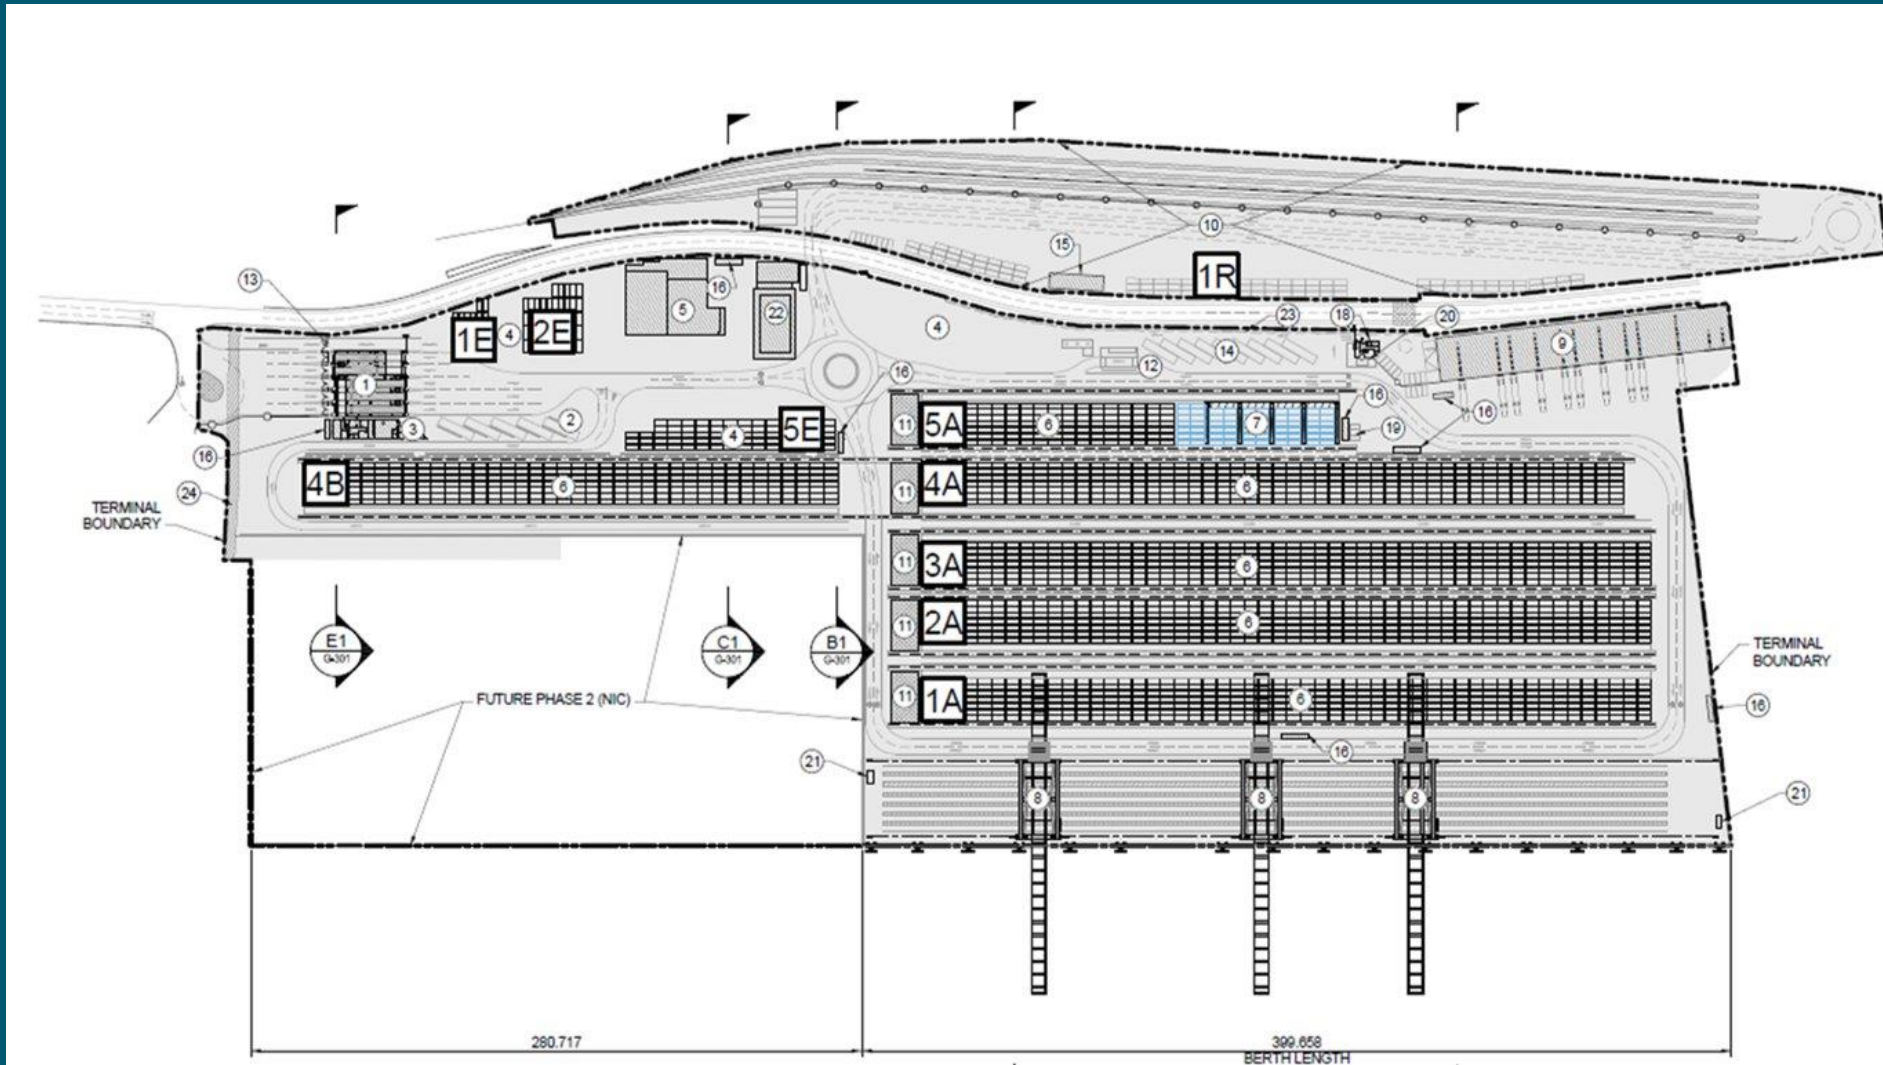 10
15
1R
13
16
5
22
4
23
18
20
1E
4
2E
14
9
12
1
16
2
11
5A
6
7
16
16
3
4
5E
19
16
4B
6
11
4A
6
24
TERMINAL
BOUNDARY
11
3A
6
11
2A
6
E1
G-301
C1
G-301
B1
G-301
TERMINAL
BOUNDARY
FUTURE PHASE 2 (NIC)
11
1A
6
16
16
21
8
8
8
21
280.717
399.658
BERTH LENGTH